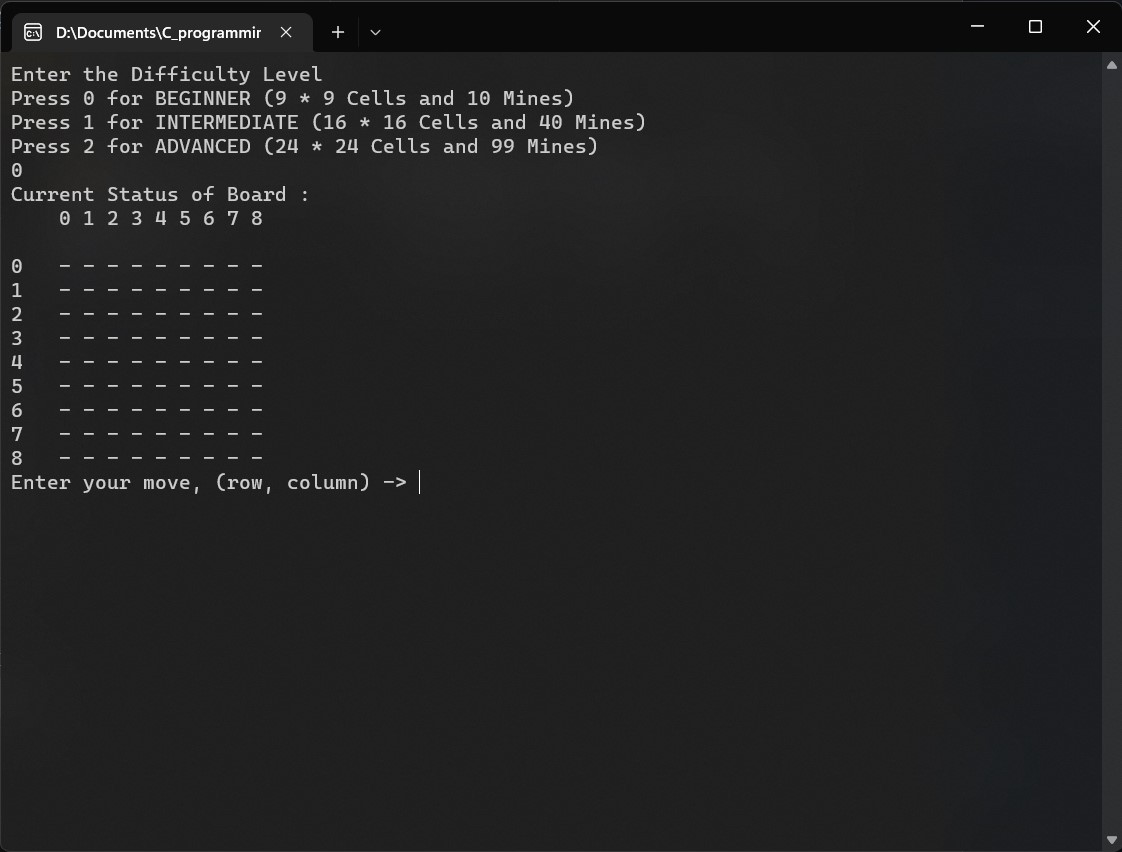 D:\Documents\C_programmir
Enter the Difficulty Level
Press 0 for BEGINNER (9 * 9 Cells and 10 Mines)
Press 1 for INTERMEDIATE (16 * 16 Cells and 40 Mines)
Press 2 for ADVANCED (24 * 24 Cells and 99 Mines)
0
Current Status of Board :
    0 1 2 3 4 5 6 7 8
0   - - - - - - - - -
1   - - - - - - - - -
2   - - - - - - - - -
3   - - - - - - - - -
4   - - - - - - - - -
5   - - - - - - - - -
6   - - - - - - - - -
7   - - - - - - - - -
8   - - - - - - - - -
Enter your move, (row, column) ->